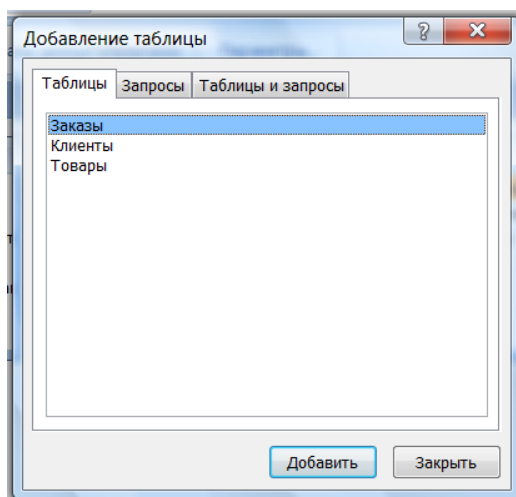 Добавление таблицы
Таблицы Запросы Таблицы и запросы
Заказы
Клиенты
Товары
Добавить Закрыть